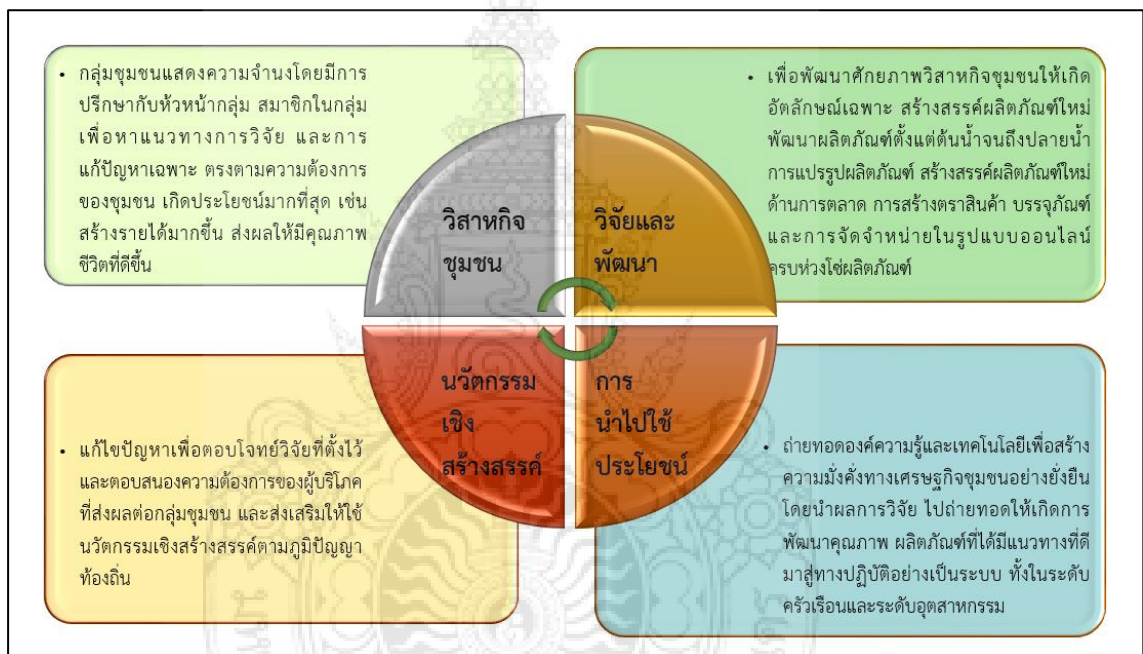 • กลุ่มชุมชนแสดงความจำนงโดยมีการ
ปรึกษากับหัวหน้ากลุ่ม สมาชิกในกลุ่ม
เพื่อหาแนวทางการวิจัย และการ
แก้ปัญหาเฉพาะ ตรงตามความต้องการ
ของชุมชน เกิดประโยชน์มากที่สุด เช่น
สร้างรายได้มากขึ้น ส่งผลให้มีคุณภาพ
ชีวิตที่ดีขึ้น
• เพื่อพัฒนาศักยภาพวิสาหกิจชุมชนให้เกิด
อัตลักษณ์เฉพาะ สร้างสรรค์ผลิตภัณฑ์ใหม่
พัฒนาผลิตภัณฑ์ตั้งแต่ต้นน้ำจนถึงปลายน้ำ
การแปรรูปผลิตภัณฑ์ สร้างสรรค์ผลิตภัณฑ์ใหม่
ด้านการตลาด การสร้างตราสินค้า บรรจุภัณฑ์
และการจัดจำหน่ายในรูปแบบออนไลน์
ครบห่วงโซ่ผลิตภัณฑ์
วิสาหกิจ
ชุมชน
วิจัยและ
พัฒนา
นวัตกรรม
เชิง
สร้างสรรค์
การ
นำไปใช้
ประโยชน์
• แก้ไขปัญหาเพื่อตอบโจทย์วิจัยที่ตั้งไว้
และตอบสนองความต้องการของผู้บริโภค
ที่ส่งผลต่อกลุ่มชุมชน และส่งเสริมให้ใช้
นวัตกรรมเชิงสร้างสรรค์ตามภูมิปัญญา
ท้องถิ่น
• ถ่ายทอดองค์ความรู้และเทคโนโลยีเพื่อสร้าง
ความมั่งคั่งทางเศรษฐกิจชุมชนอย่างยั่งยืน
โดยนำผลการวิจัย ไปถ่ายทอดให้เกิดการ
พัฒนาคุณภาพ ผลิตภัณฑ์ที่ได้มีแนวทางที่ดี
มาสู่ทางปฏิบัติอย่างเป็นระบบ ทั้งในระดับ
ครัวเรือนและระดับอุตสาหกรรม